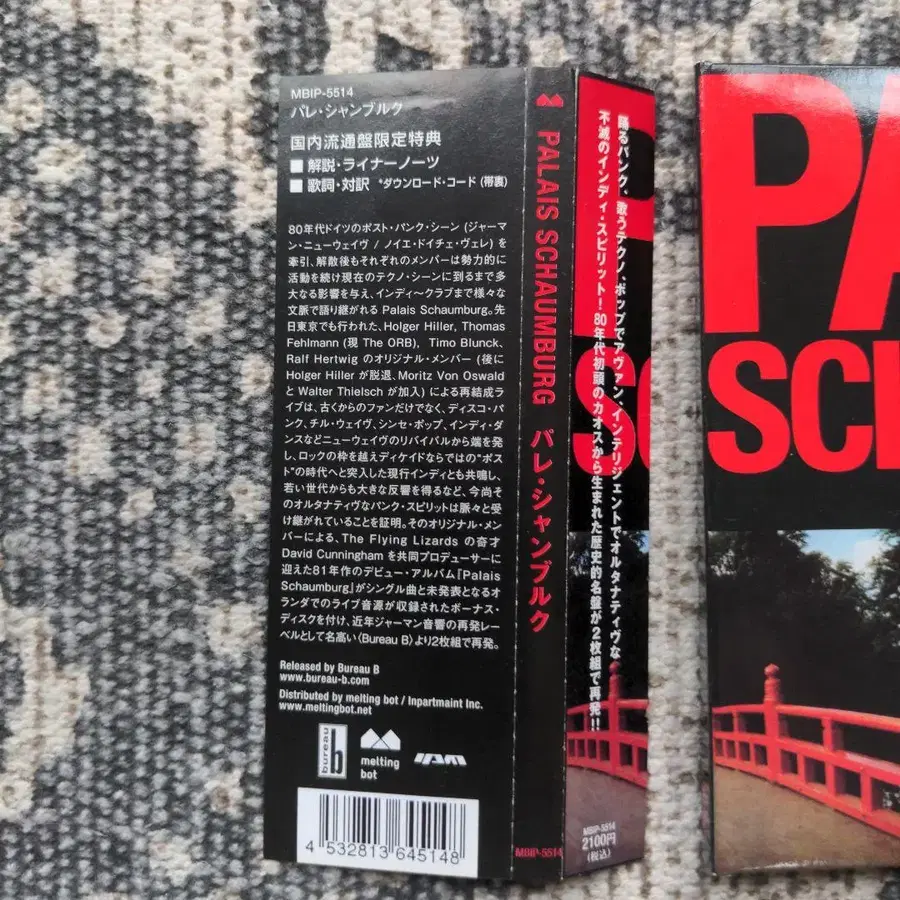 MBIP-5514
パレ・シャンブルク
国内流通盤限定特典
■ 解説・ライナーノーツ
■ 歌詞・対訳 *ダウンロード・コード (帯裏)
80年代ドイツのポスト・パンク・シーン (ジャーマ
ン・ニューウェイヴ / ノイエ・ドイチェ・ヴェレ) を
牽引、解散後もそれぞれのメンバーは勢力的に
活動を続け現在のテクノ・シーンに到るまで多
大なる影響を与え、インディ〜クラブまで様々な
文脈で語り継がれる Palais Schaumburg。先
日東京でも行われた、Holger Hiller, Thomas
Fehlmann (現 The ORB), Timo Blunck,
Ralf Hertwig のオリジナル・メンバー (後に
Holger Hiller が脱退、Moritz Von Oswald
と Walter Thielsch が加入) による再結成ラ
イブは、古くからのファンだけでなく、ディスコ・パ
ンク、チル・ウェイヴ、シンセ・ポップ、インディ・ダ
ンスなどニューウェイヴのリバイバルから端を発
し、ロックの枠を越えディケイドならではの"ポス
ト"の時代へと突入した現行インディとも共鳴し、
若い世代からも大きな反響を得るなど、今尚そ
のオルタナティヴなパンク・スピリットは脈々と受
け継がれていることを証明。そのオリジナル・メン
バーによる、The Flying Lizards の奇才
David Cunningham を共同プロデューサーに
迎えた81年作のデビュー・アルバム『Palais
Schaumburg』がシングル曲と未発表となるオ
ランダでのライブ音源が収録されたボーナス・
ディスクを付け、近年ジャーマン音響の再発レー
ベルとして名高い〈Bureau B〉より2枚組で再発。
Released by Bureau B
www.bureau-b.com
Distributed by melting bot / Inpartmaint Inc.
www.meltingbot.net
bureau b
melting
bot
ipm
4 532813 645148
PALAIS SCHAUMBURG パレ・シャンブルク
MBIP-5514
踊るパンク、歌うテクノ・ポップでアヴァン・インテリジェントでオルタナティヴな
不滅のインディ・スピリット！80年代初頭のカオスから生まれた歴史的名盤が2枚組で再発!!
MBIP-5514
2100円
(税込)
P
SC
PA
SCH